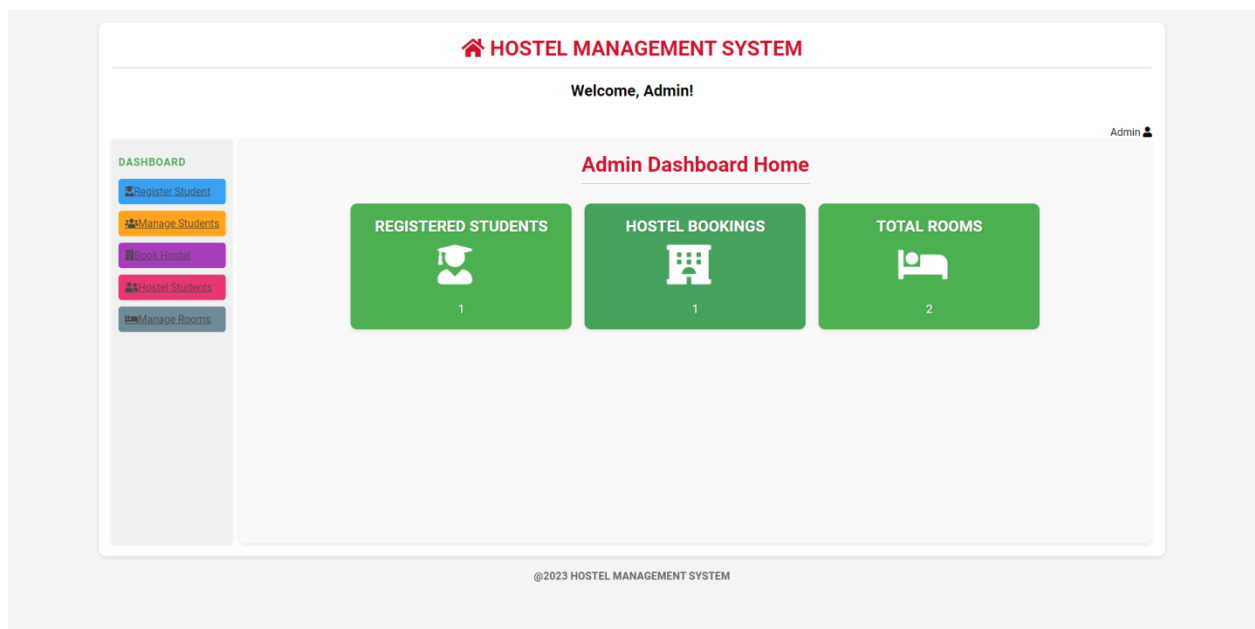 HOSTEL MANAGEMENT SYSTEM
Welcome, Admin!
Admin
DASHBOARD
Register Student
Manage Students
Book Hostel
Hostel Students
Manage Rooms
Admin Dashboard Home
REGISTERED STUDENTS
1
HOSTEL BOOKINGS
1
TOTAL ROOMS
2
@2023 HOSTEL MANAGEMENT SYSTEM